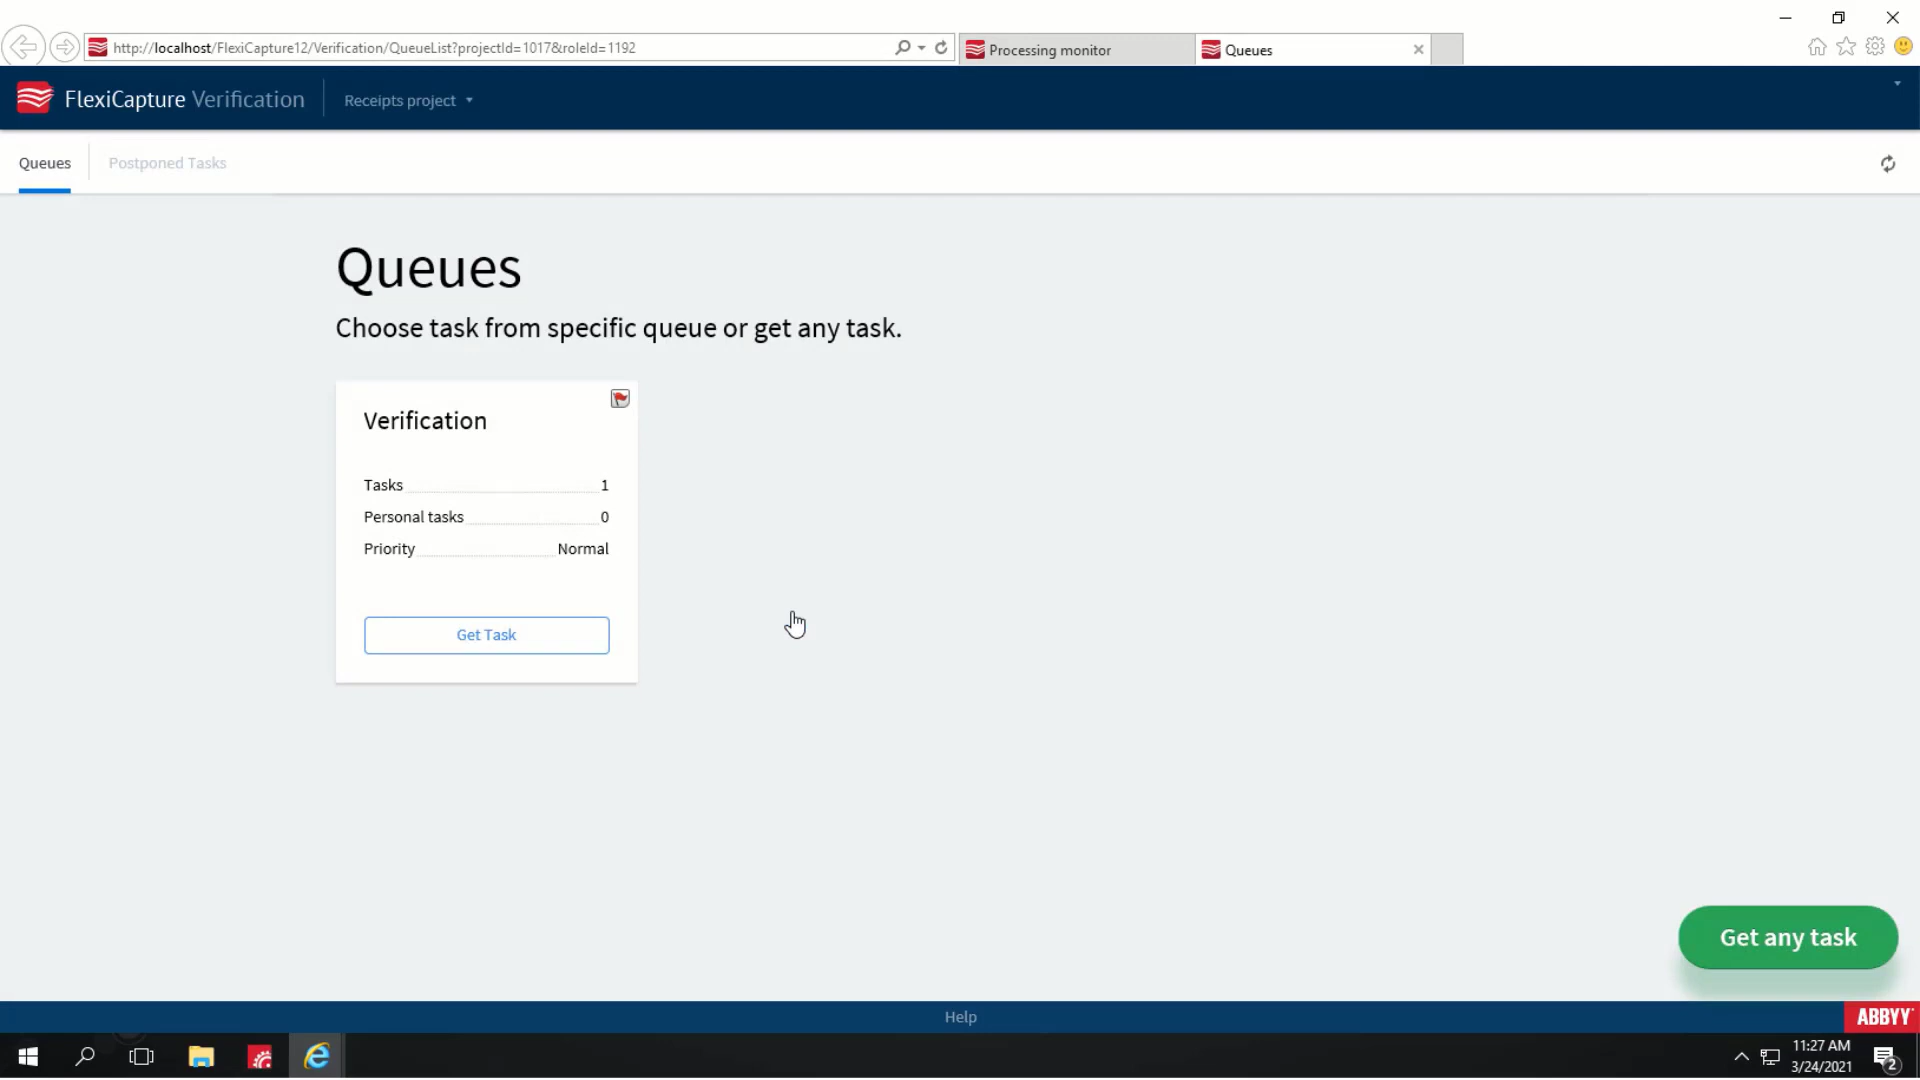 http://localhost/FlexiCapture12/Verification/QueueList?projectId=1017&roleId=1192
Processing monitor
Queues
FlexiCapture Verification
Receipts project
Queues
Postponed Tasks
Queues
Choose task from specific queue or get any task.
Verification
Tasks 1
Personal tasks 0
Priority Normal
Get Task
Get any task
Help
ABBYY
11:27 AM
3/24/2021
2